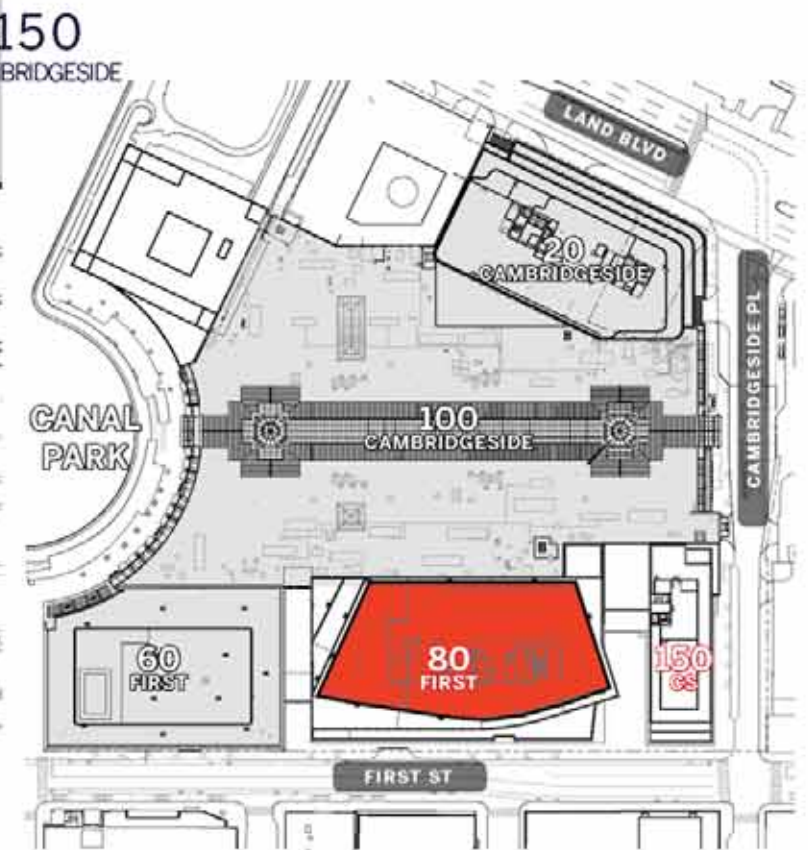 150
BRIDGESIDE
LAND BLVD
20
CAMBRIDGESIDE
CAMBRIDGESIDE PL
CANAL
PARK
100
CAMBRIDGESIDE
60
FIRST
80
FIRST
150
CS
FIRST ST